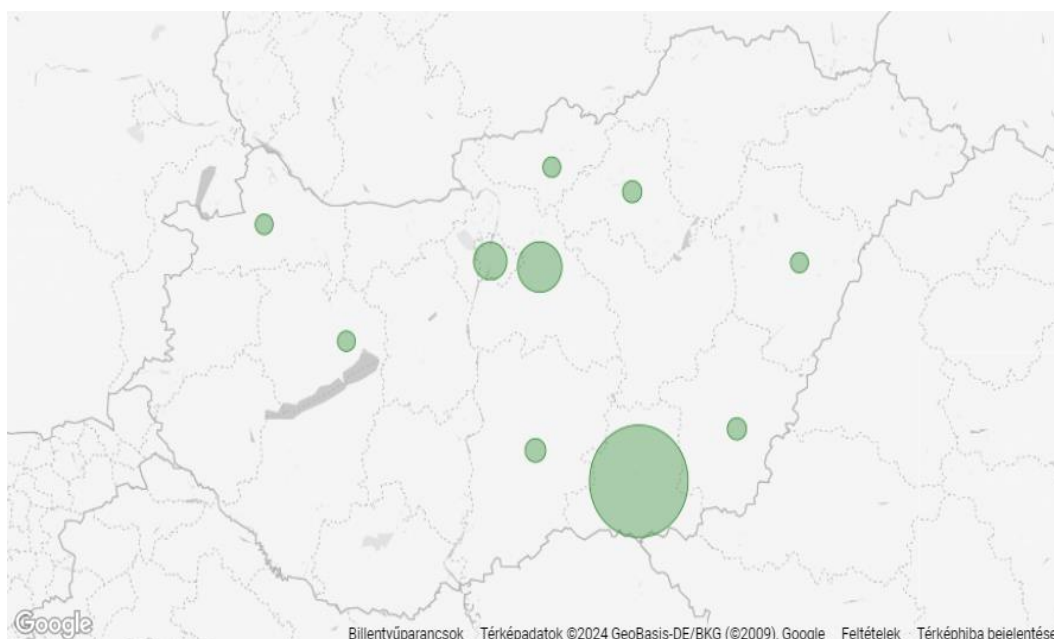 Google
Billentyűparancsok Térképadatok ©2024 GeoBasis-DE/BKG (©2009), Google Feltételek Térképhiba bejelentése